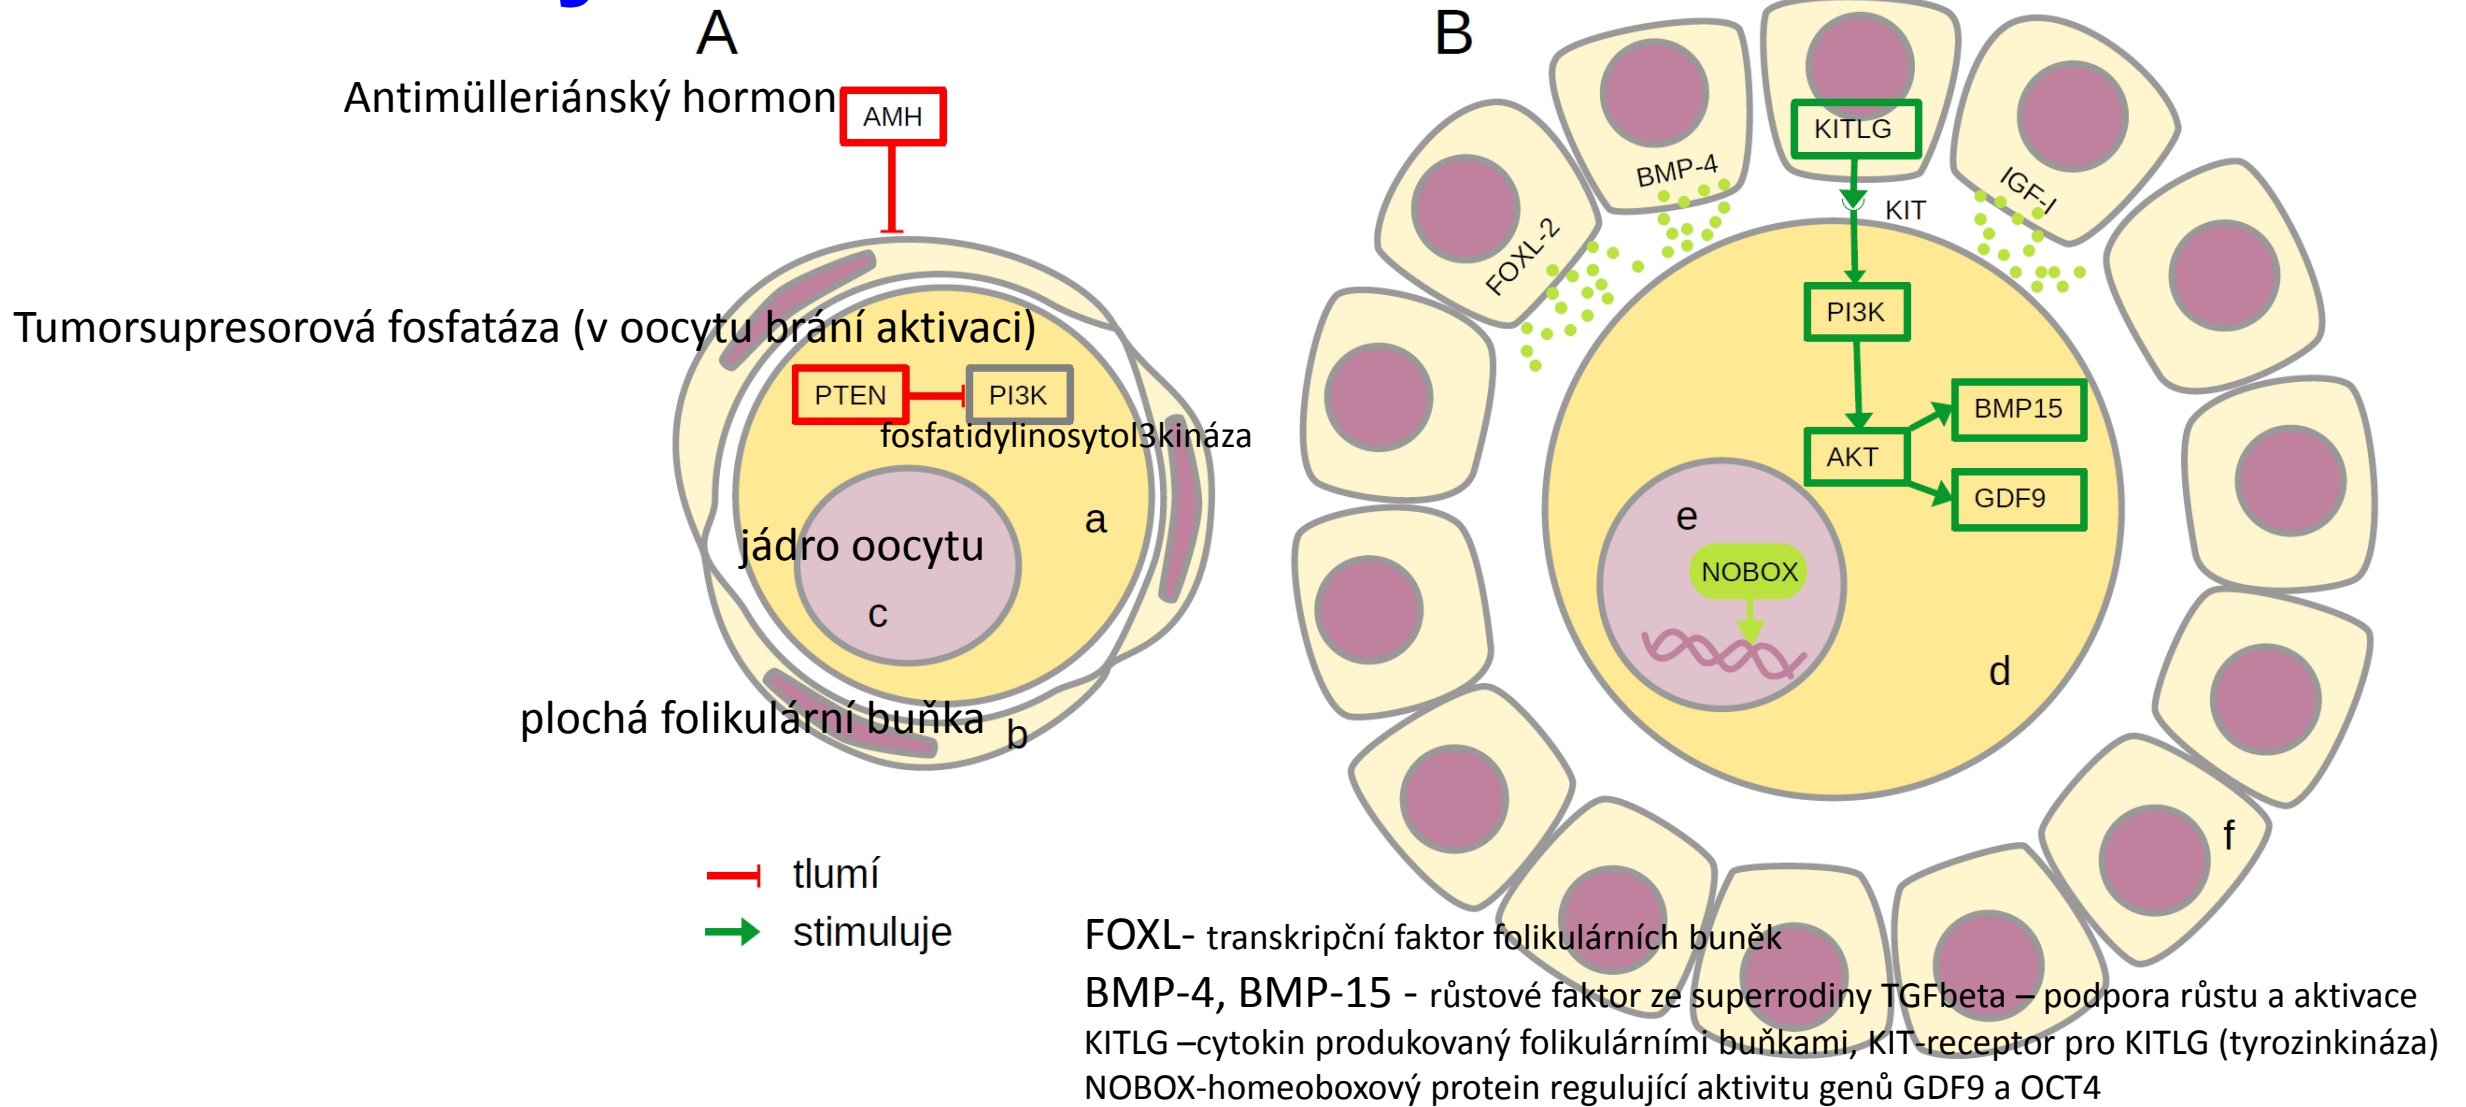 A
Antimülleriánský hormon
AMH
Tumorsupresorová fosfatáza (v oocytu brání aktivaci)
PTEN
PI3K
fosfatidylinosytol3kináza
a
jádro oocytu
c
plochá folikulární buňka
b
tlumí
stimuluje
B
KITLG
BMP-4
IGF-I
KIT
FOXL-2
PI3K
BMP15
AKT
GDF9
e
NOBOX
d
f
FOXL- transkripční faktor folikulárních buněk
BMP-4, BMP-15 - růstové faktor ze superrodiny TGFbeta – podpora růstu a aktivace
KITLG –cytokin produkovaný folikulárními buňkami, KIT-receptor pro KITLG (tyrozinkináza)
NOBOX-homeoboxový protein regulující aktivitu genů GDF9 a OCT4